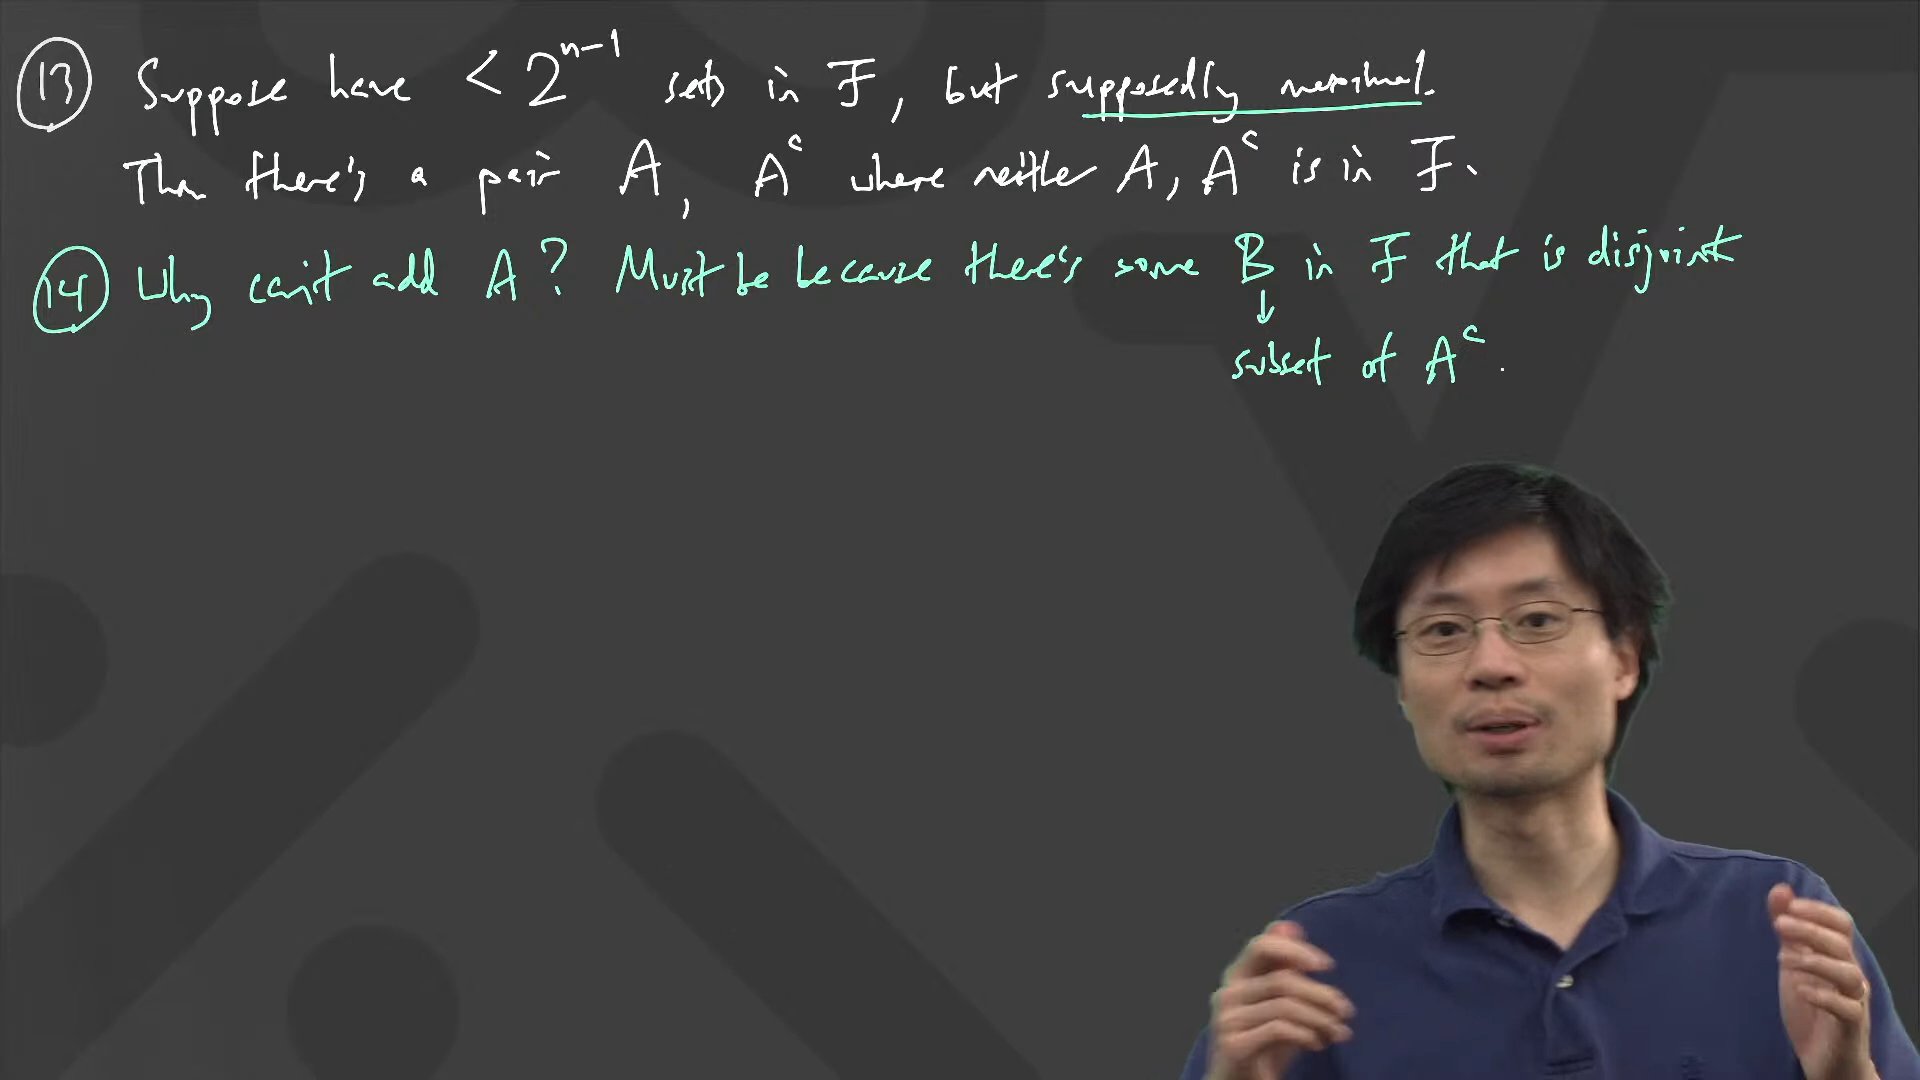 13 Suppose have < 2^{n-1} sets in F, but supposedly maximal.
Then there's a pair A, A^c where neither A, A^c is in F.
14 Why can't add A? Must be because there's some B in F that is disjoint
↓
subset of A^c.